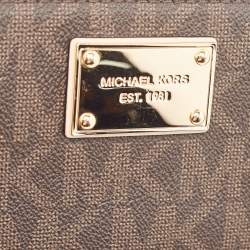 MICHAEL KORS
EST. 1981